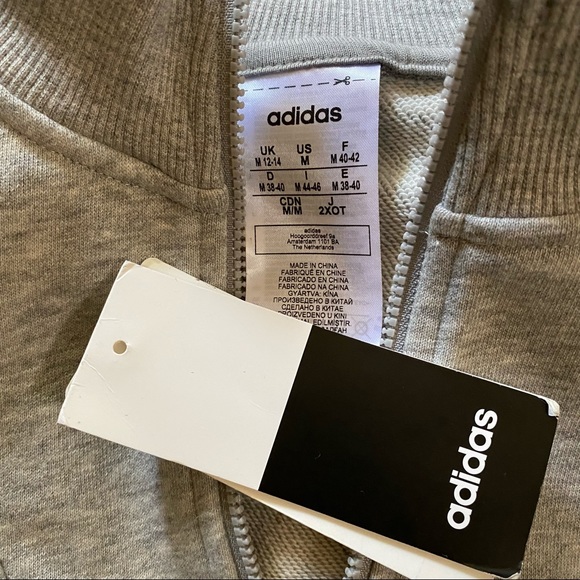 adidas
UK US F
M 12-14 M M 40-42
D I E
M 38-40 M 44-46 M 38-40
CDN J
M/M 2XOT
adidas
Hoogoorddreef 9a
Amsterdam 1101 BA
The Netherlands
MADE IN CHINA
FABRIQUÉ EN CHINE
FABRICADO EN CHINA
FABRICADO NA CHINA
GYÁRTVA: KÍNA
ПРОИЗВЕДЕНО В КИТАЙ
СДЕЛАНО В КИТАЕ
PROIZVEDENO U KINI
adidas